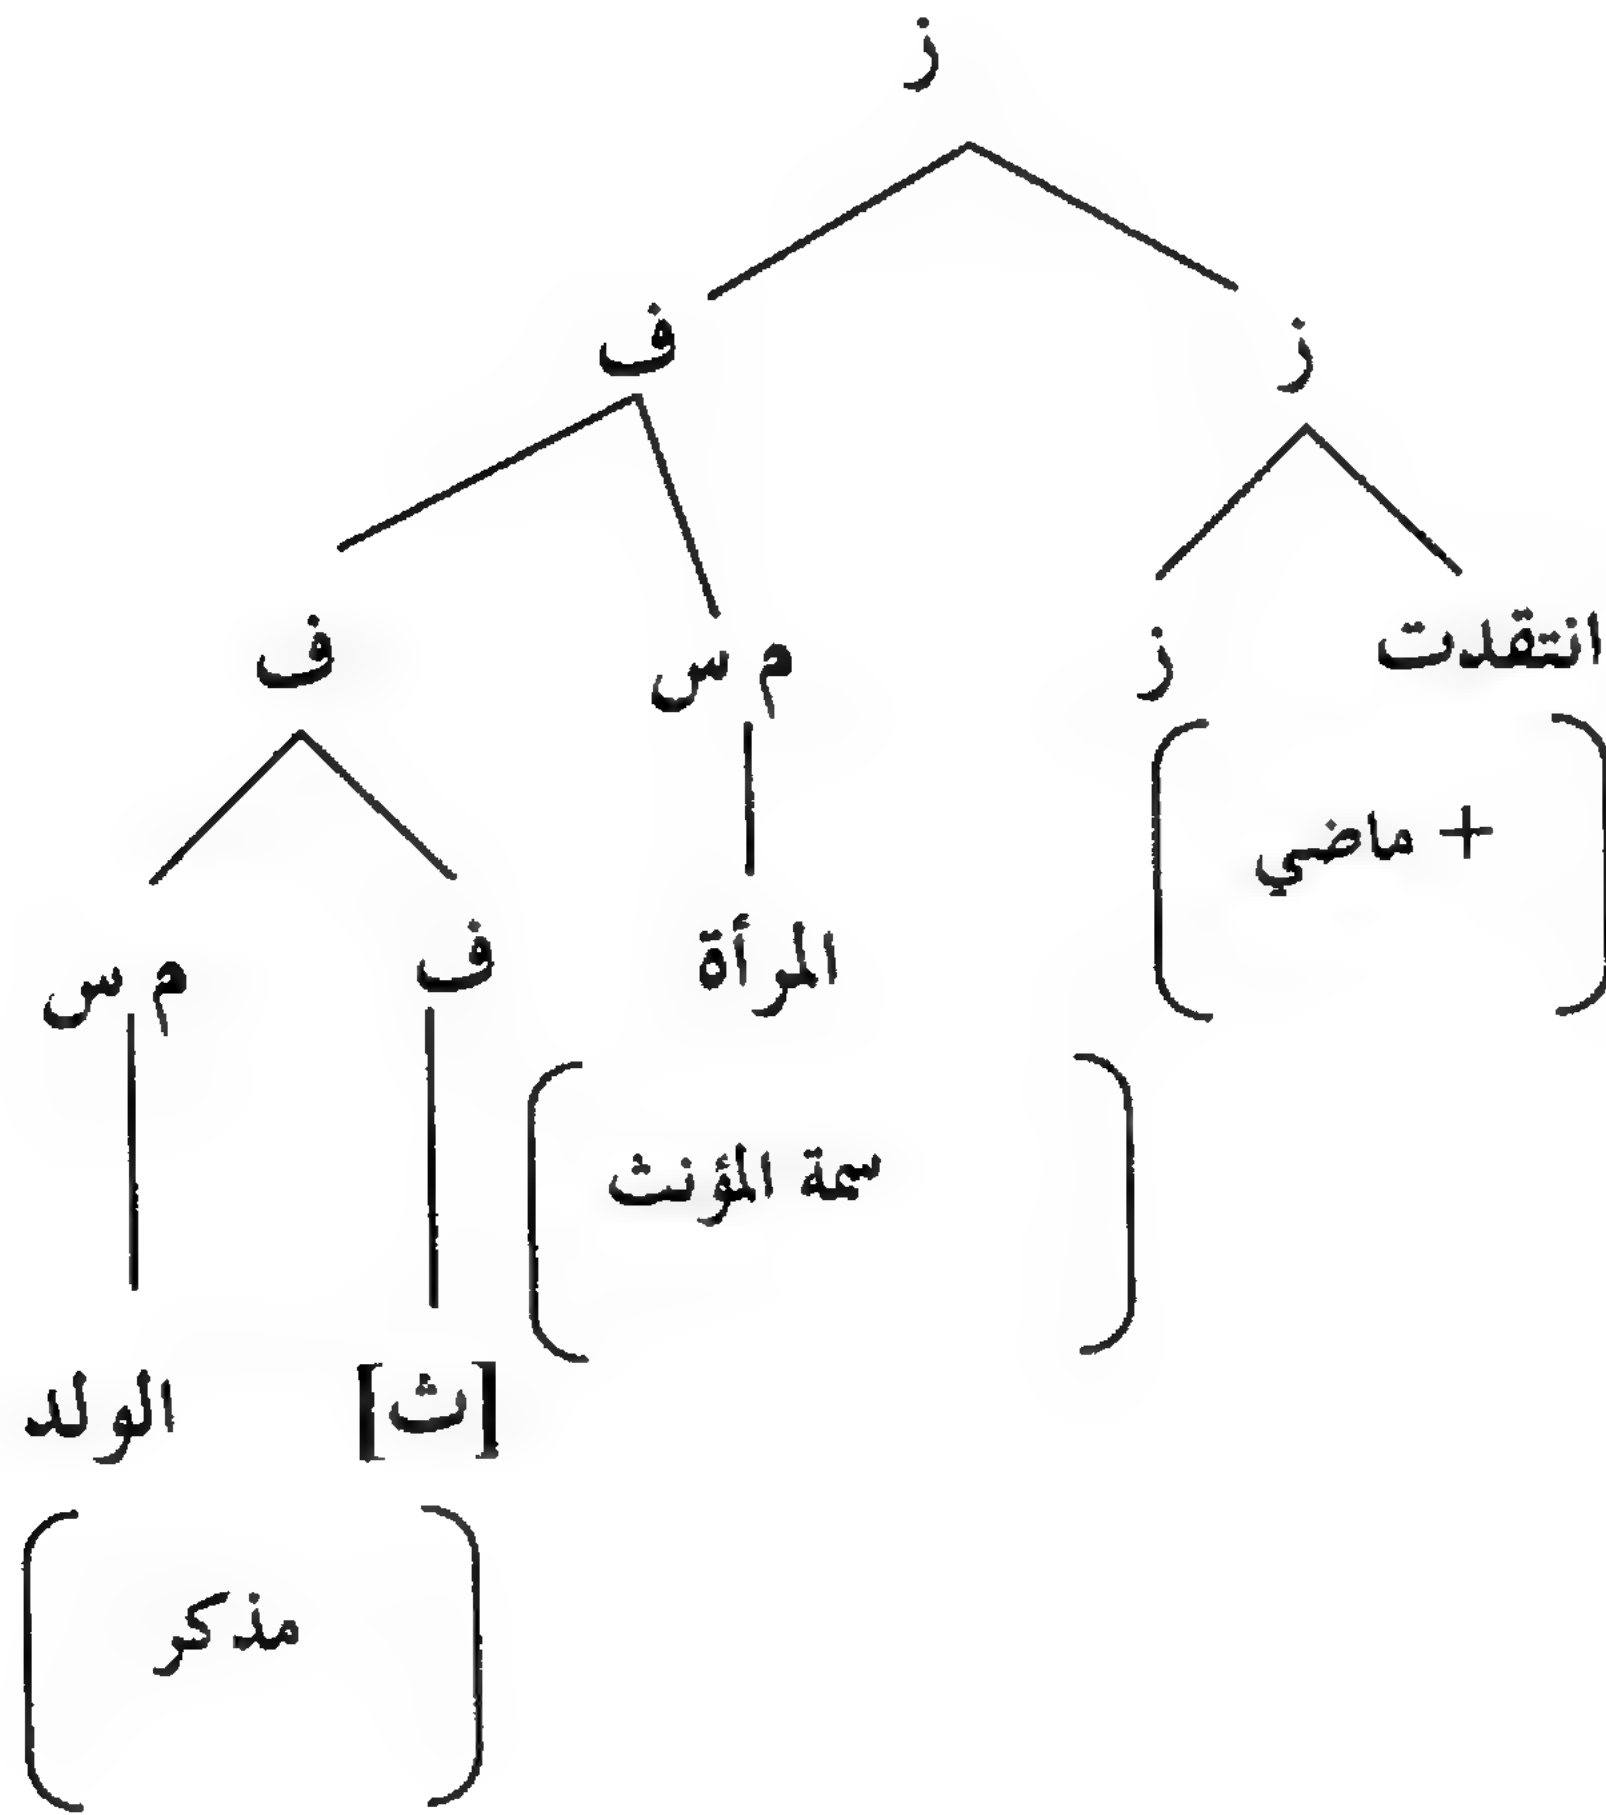 ز
ز ف
انتقدت ز م س ف
+ ماضي
المرأة ف م س
سمة المؤنث
[ث] الولد
مذكر